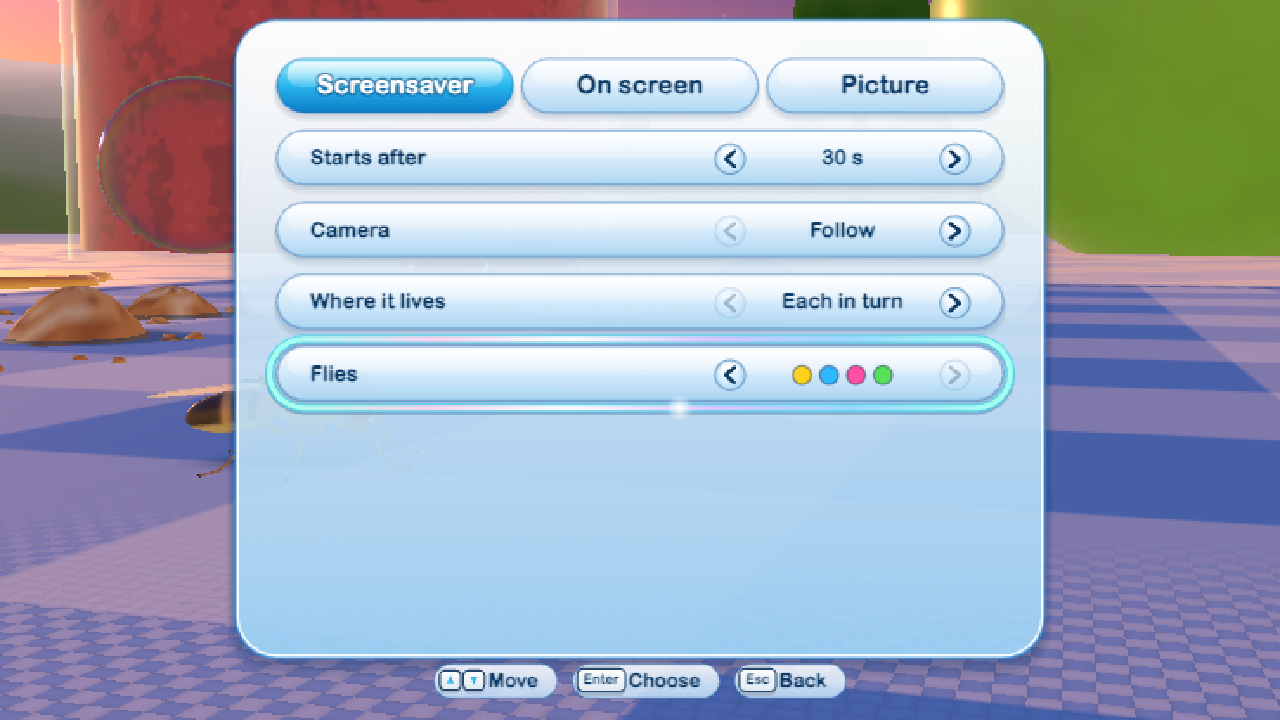 Screensaver On screen Picture
Starts after 30 s
Camera Follow
Where it lives Each in turn
Flies
Enter Move Choose Esc Back